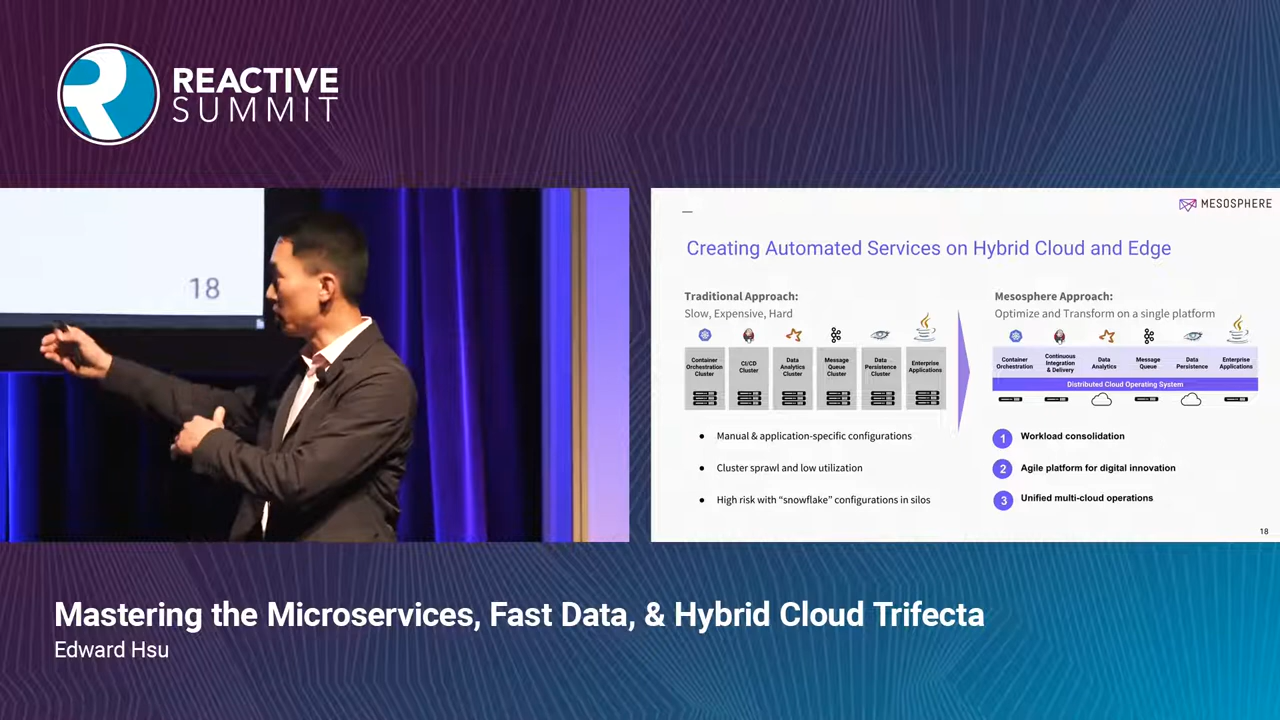 REACTIVE
SUMMIT
18
MESOSPHERE
Creating Automated Services on Hybrid Cloud and Edge
Traditional Approach:
Slow, Expensive, Hard
Container
Orchestration
Cluster
CI/CD
Cluster
Data
Analytics
Cluster
Message
Queue
Cluster
Data
Persistence
Cluster
Enterprise
Applications
• Manual & application-specific configurations
• Cluster sprawl and low utilization
• High risk with “snowflake” configurations in silos
Mesosphere Approach:
Optimize and Transform on a single platform
Container
Orchestration
Continuous
Integration
& Delivery
Data
Analytics
Message
Queue
Data
Persistence
Enterprise
Applications
Distributed Cloud Operating System
1 Workload consolidation
2 Agile platform for digital innovation
3 Unified multi-cloud operations
18
Mastering the Microservices, Fast Data, & Hybrid Cloud Trifecta
Edward Hsu